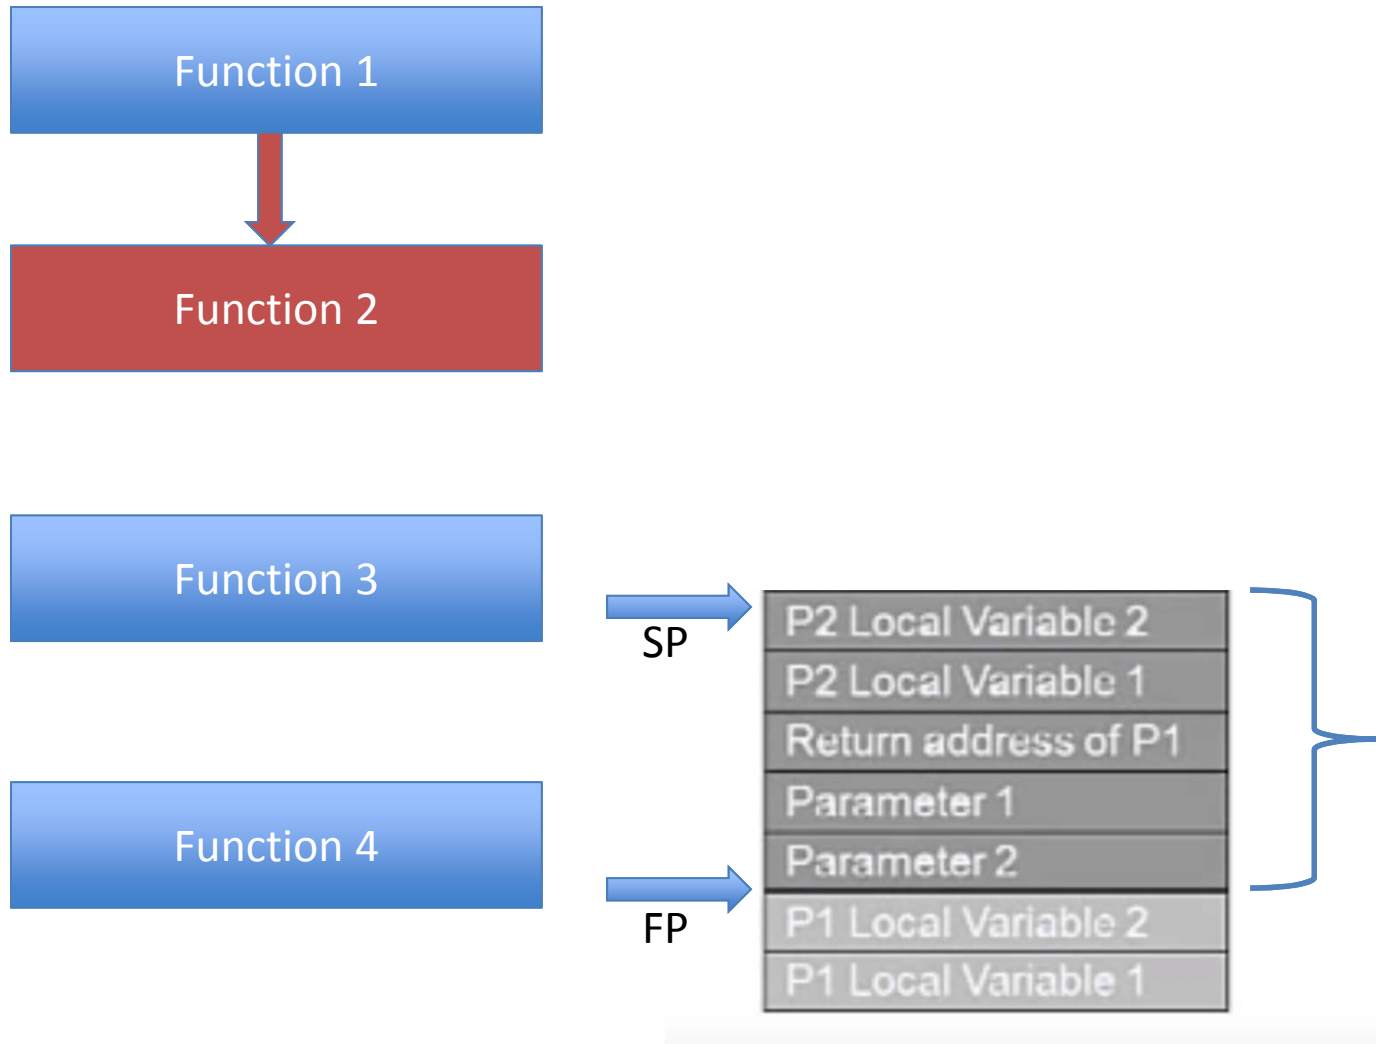 Function 1
Function 2
Function 3
Function 4
SP
FP
P2 Local Variable 2
P2 Local Variable 1
Return address of P1
Parameter 1
Parameter 2
P1 Local Variable 2
P1 Local Variable 1